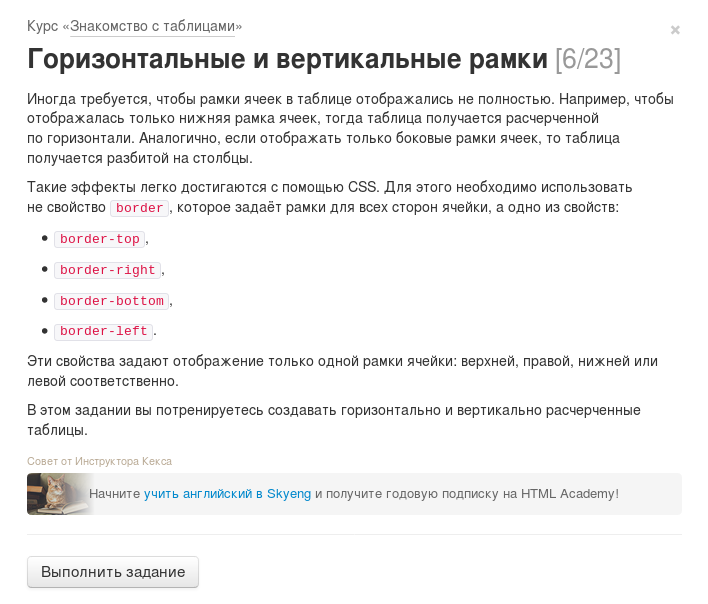 Курс «Знакомство с таблицами»
×
Горизонтальные и вертикальные рамки [6/23]
Иногда требуется, чтобы рамки ячеек в таблице отображались не полностью. Например, чтобы
отображалась только нижняя рамка ячеек, тогда таблица получается расчерченной
по горизонтали. Аналогично, если отображать только боковые рамки ячеек, то таблица
получается разбитой на столбцы.
Такие эффекты легко достигаются с помощью CSS. Для этого необходимо использовать
не свойство border, которое задаёт рамки для всех сторон ячейки, а одно из свойств:
• border-top,
• border-right,
• border-bottom,
• border-left.
Эти свойства задают отображение только одной рамки ячейки: верхней, правой, нижней или
левой соответственно.
В этом задании вы потренируетесь создавать горизонтально и вертикально расчерченные
таблицы.
Совет от Инструктора Кекса
Начните учить английский в Skyeng и получите годовую подписку на HTML Academy!
Выполнить задание